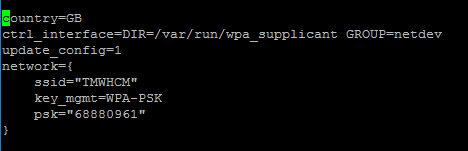 country=GB
ctrl_interface=DIR=/var/run/wpa_supplicant GROUP=netdev
update_config=1
network={
ssid="TMWHCM"
key_mgmt=WPA-PSK
psk="68880961"
}